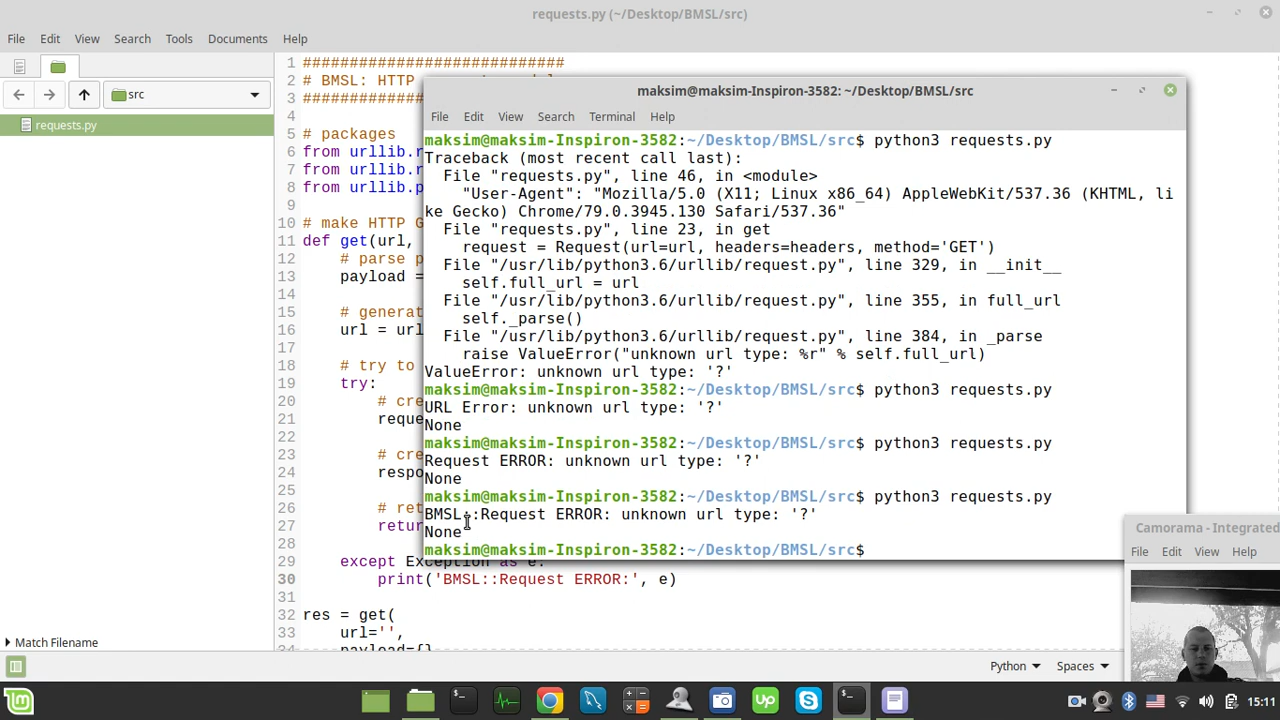 requests.py (~/Desktop/BMSL/src)
File Edit View Search Tools Documents Help
src
requests.py
Match Filename
1 ############################
2 # BMSL: HTTP
3 #############
4
5 # packages
6 from urllib.r
7 from urllib.r
8 from urllib.p
9
10 # make HTTP G
11 def get(url,
12 # parse p
13 payload =
14
15 # generat
16 url = url
17
18 # try to
19 try:
20 # cre
21 reque
22
23 # cre
24 respo
25
26 # ret
27 retur
28
29 except Exception as e:
30 print('BMSL::Request ERROR:', e)
31
32 res = get(
33 url='',
34 payload={}
maksim@maksim-Inspiron-3582: ~/Desktop/BMSL/src
File Edit View Search Terminal Help
maksim@maksim-Inspiron-3582:~/Desktop/BMSL/src$ python3 requests.py
Traceback (most recent call last):
File "requests.py", line 46, in <module>
"User-Agent": "Mozilla/5.0 (X11; Linux x86_64) AppleWebKit/537.36 (KHTML, li
ke Gecko) Chrome/79.0.3945.130 Safari/537.36"
File "requests.py", line 23, in get
request = Request(url=url, headers=headers, method='GET')
File "/usr/lib/python3.6/urllib/request.py", line 329, in __init__
self.full_url = url
File "/usr/lib/python3.6/urllib/request.py", line 355, in full_url
self._parse()
File "/usr/lib/python3.6/urllib/request.py", line 384, in _parse
raise ValueError("unknown url type: %r" % self.full_url)
ValueError: unknown url type: '?'
maksim@maksim-Inspiron-3582:~/Desktop/BMSL/src$ python3 requests.py
URL Error: unknown url type: '?'
None
maksim@maksim-Inspiron-3582:~/Desktop/BMSL/src$ python3 requests.py
Request ERROR: unknown url type: '?'
None
maksim@maksim-Inspiron-3582:~/Desktop/BMSL/src$ python3 requests.py
BMSL::Request ERROR: unknown url type: '?'
None
maksim@maksim-Inspiron-3582:~/Desktop/BMSL/src$
Camorama - Integrated
File Edit View Help
Python Spaces
15:11